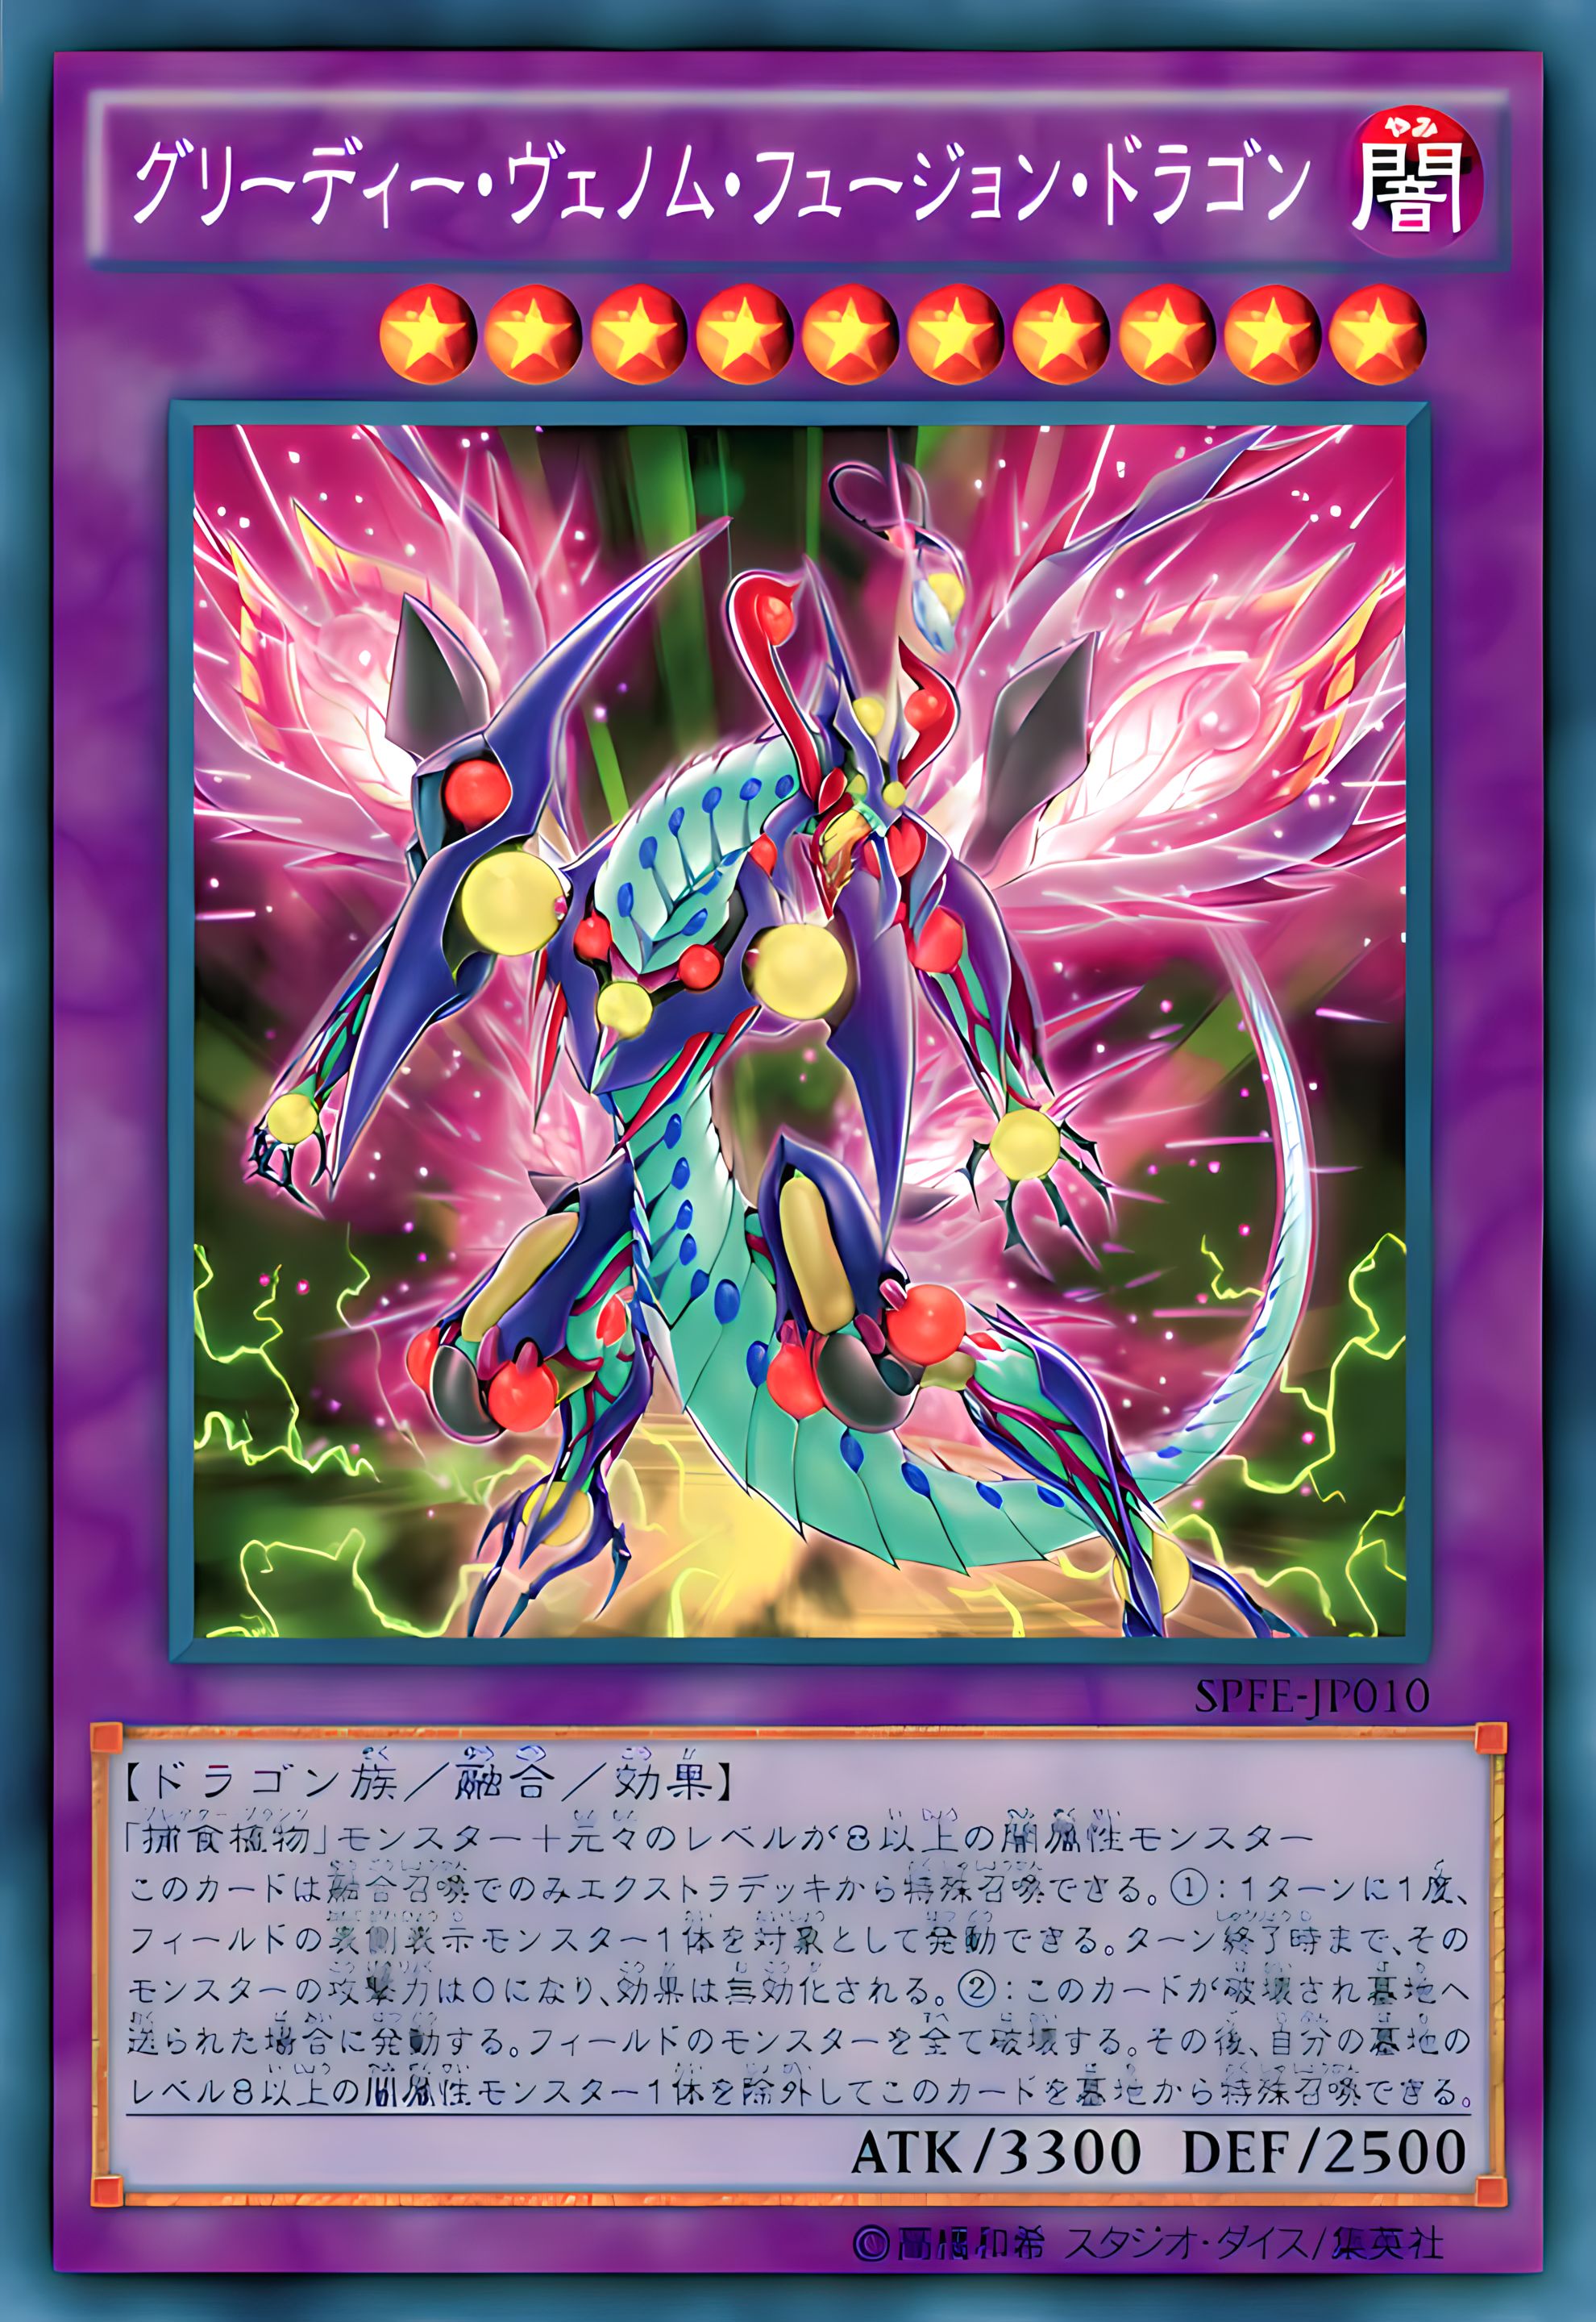 グリーディー・ヴェノム・フュージョン・ドラゴン
やみ
闇
SPFE-JP010
【ドラゴン族／融合／効果】
「捕食植物」モンスター＋元々のレベルが８以上の闇属性モンスター
このカードは融合召喚でのみエクストラデッキから特殊召喚できる。①：１ターンに１度、
フィールドの表側表示モンスター１体を対象として発動できる。ターン終了時まで、その
モンスターの攻撃力は０になり、効果は無効化される。②：このカードが破壊され墓地へ
送られた場合に発動する。フィールドのモンスターを全て破壊する。その後、自分の墓地の
レベル８以上の闇属性モンスター１体を除外してこのカードを墓地から特殊召喚できる。
ATK/3300 DEF/2500
©高橋和希 スタジオ・ダイス/集英社